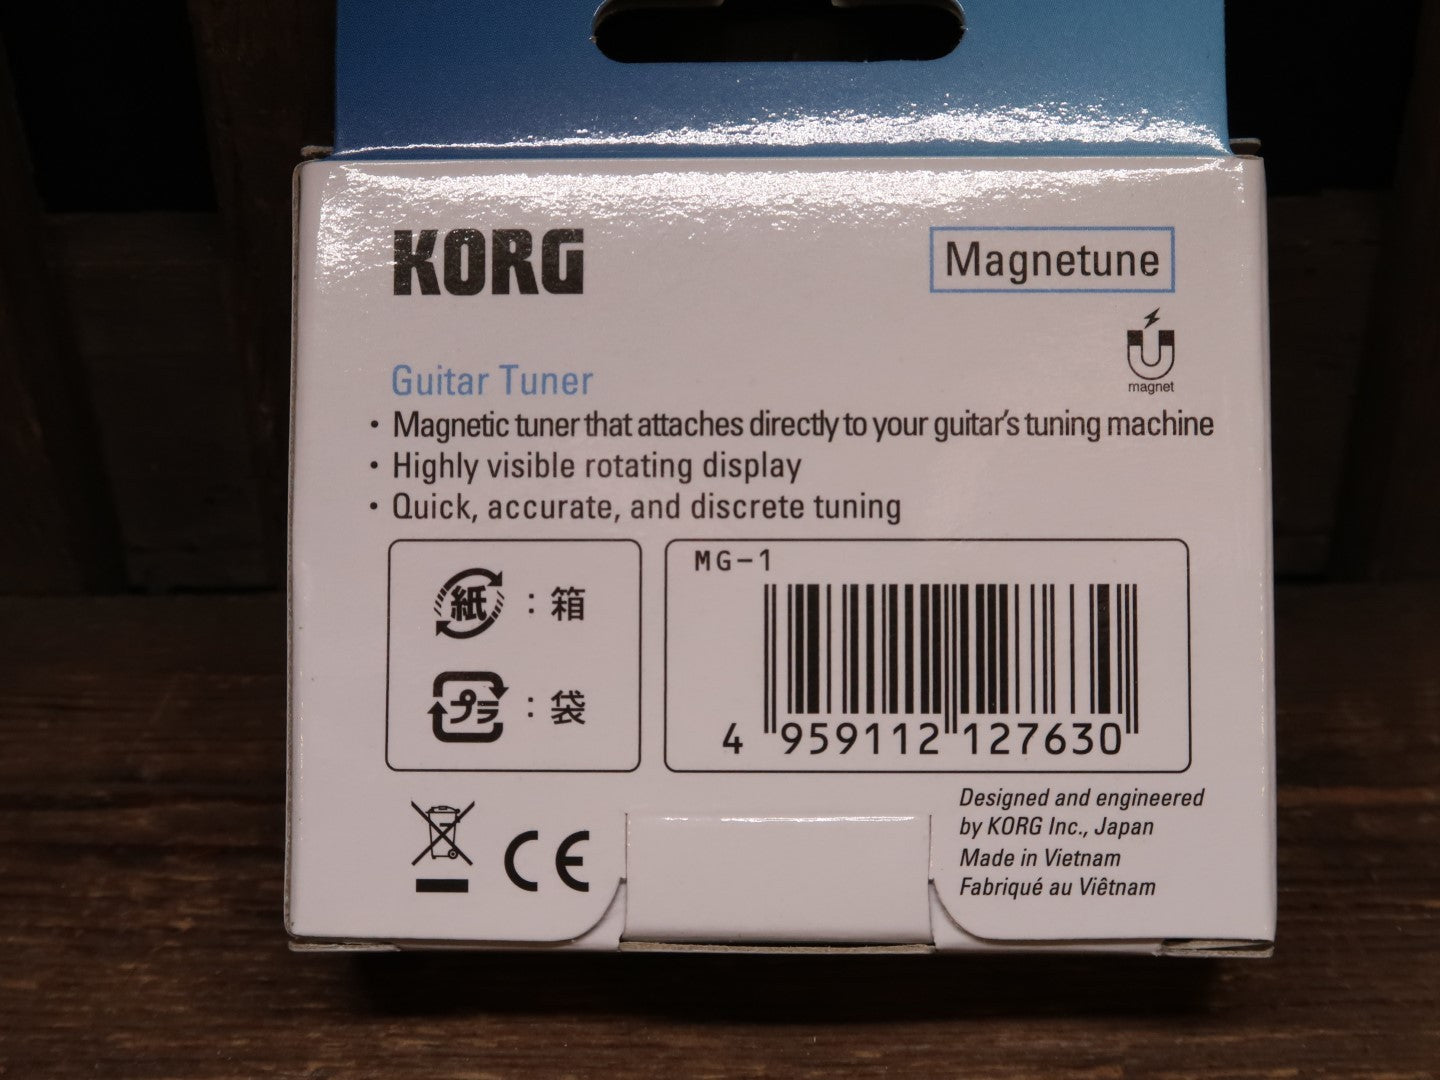 KORG
Magnetune
magnet
Guitar Tuner
• Magnetic tuner that attaches directly to your guitar's tuning machine
• Highly visible rotating display
• Quick, accurate, and discrete tuning
紙 : 箱
プラ : 袋
MG-1
4 959112 127630
CE
Designed and engineered
by KORG Inc., Japan
Made in Vietnam
Fabriqué au Viêtnam